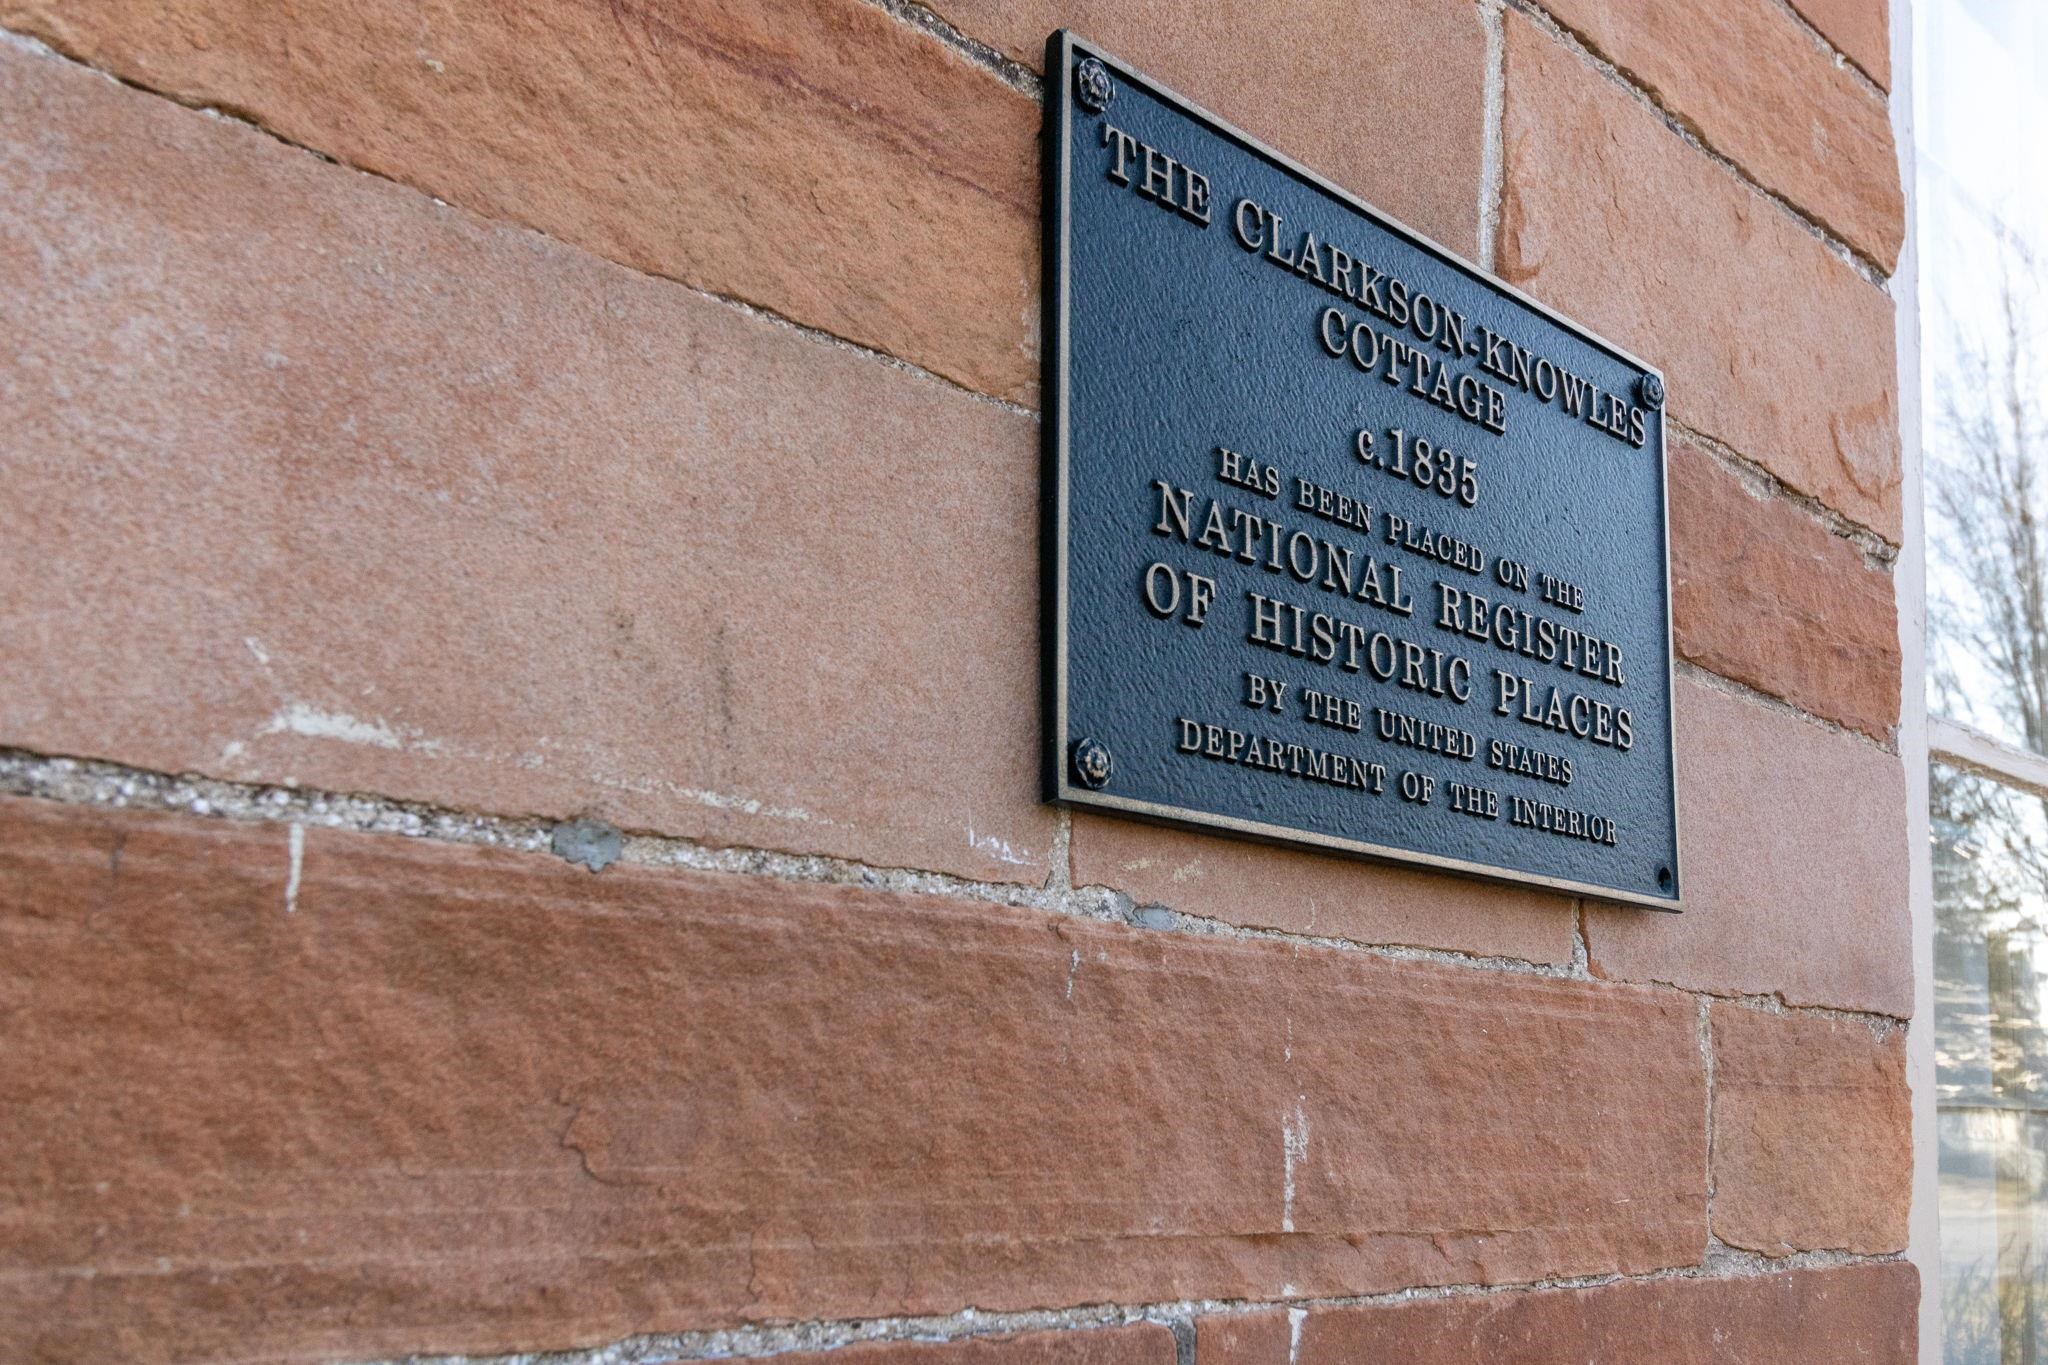 THE CLARKSON-KNOWLES
COTTAGE
c.1835
HAS BEEN PLACED ON THE
NATIONAL REGISTER
OF HISTORIC PLACES
BY THE UNITED STATES
DEPARTMENT OF THE INTERIOR